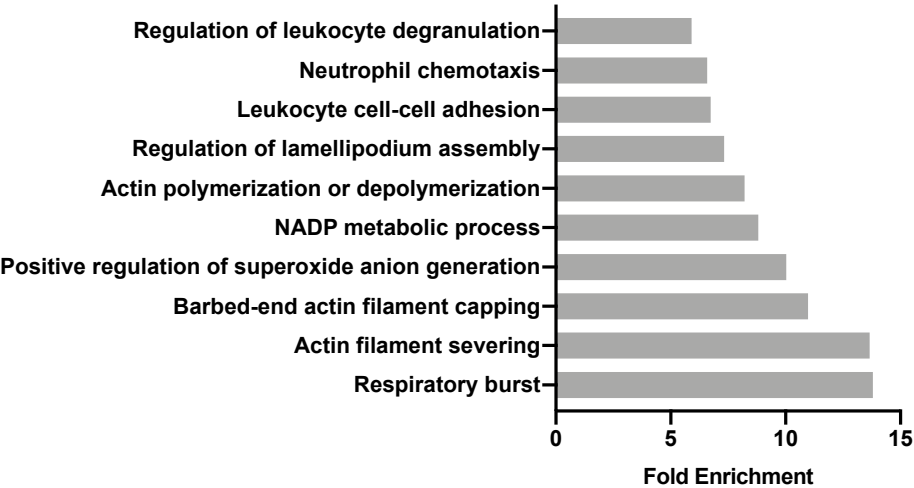 Regulation of leukocyte degranulation
Neutrophil chemotaxis
Leukocyte cell-cell adhesion
Regulation of lamellipodium assembly
Actin polymerization or depolymerization
NADP metabolic process
Positive regulation of superoxide anion generation
Barbed-end actin filament capping
Actin filament severing
Respiratory burst
0 5 10 15
Fold Enrichment